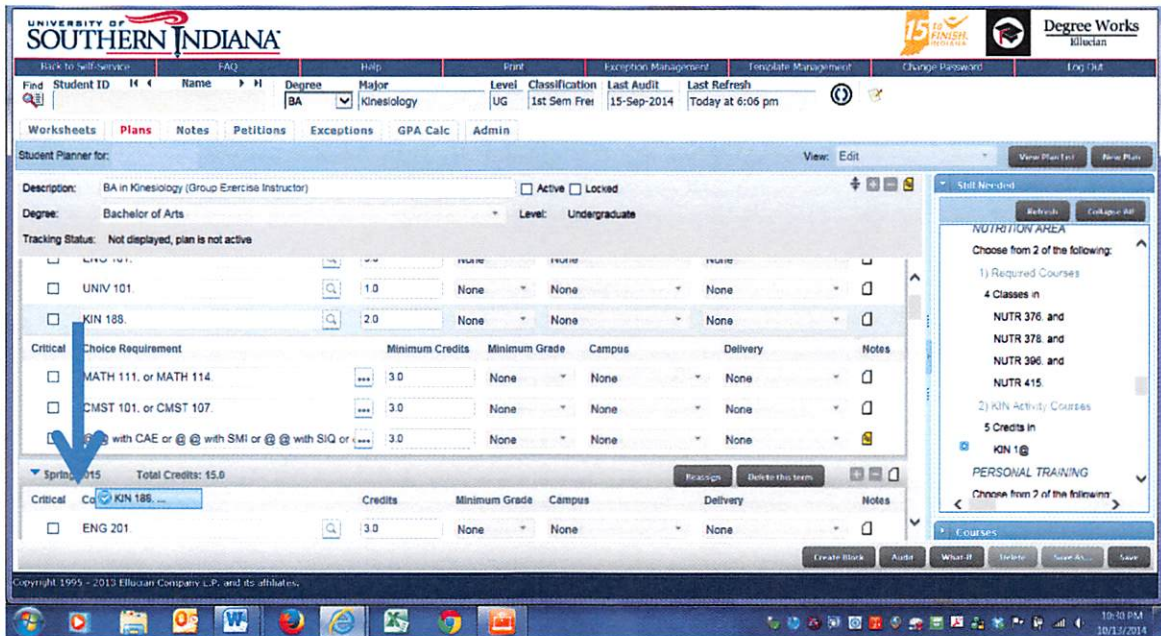 UNIVERSITY OF
SOUTHERN INDIANA
15 TO FINISH INDIANA
Degree Works
Ellucian
Back to Self-Service FAQ Help Print Exception Management Template Management Change Password Log Out
Find Student ID Name Degree Major Level Classification Last Audit Last Refresh
BA Kinesiology UG 1st Sem Fre 15-Sep-2014 Today at 6:06 pm
Worksheets Plans Notes Petitions Exceptions GPA Calc Admin
Student Planner for: View: Edit View Plan List New Plan
Description: BA in Kinesiology (Group Exercise Instructor) Active Locked
Degree: Bachelor of Arts Level: Undergraduate
Tracking Status: Not displayed, plan is not active
ENG 101. 3.0 None None None
UNIV 101. 1.0 None None None
KIN 188. 2.0 None None None
Critical Choice Requirement Minimum Credits Minimum Grade Campus Delivery Notes
MATH 111. or MATH 114. 3.0 None None None
CMST 101. or CMST 107. 3.0 None None None
@ with CAE or @ @ with SMI or @ @ with SIQ or 3.0 None None None
Spring 2015 Total Credits: 15.0 Reassign Delete this term
Critical Co KIN 188. ... Credits Minimum Grade Campus Delivery Notes
ENG 201. 3.0 None None None
Still Needed
Refresh Collapse All
NUTRITION AREA
Choose from 2 of the following:
1) Required Courses
4 Classes in
NUTR 376. and
NUTR 378. and
NUTR 396. and
NUTR 415.
2) KIN Activity Courses
5 Credits in
KIN 1@
PERSONAL TRAINING
Choose from 2 of the following:
Courses
Create Block Audit What-If Delete Save As... Save
Copyright 1995 - 2013 Ellucian Company L.P. and its affiliates.
10:30 PM
10/13/2014